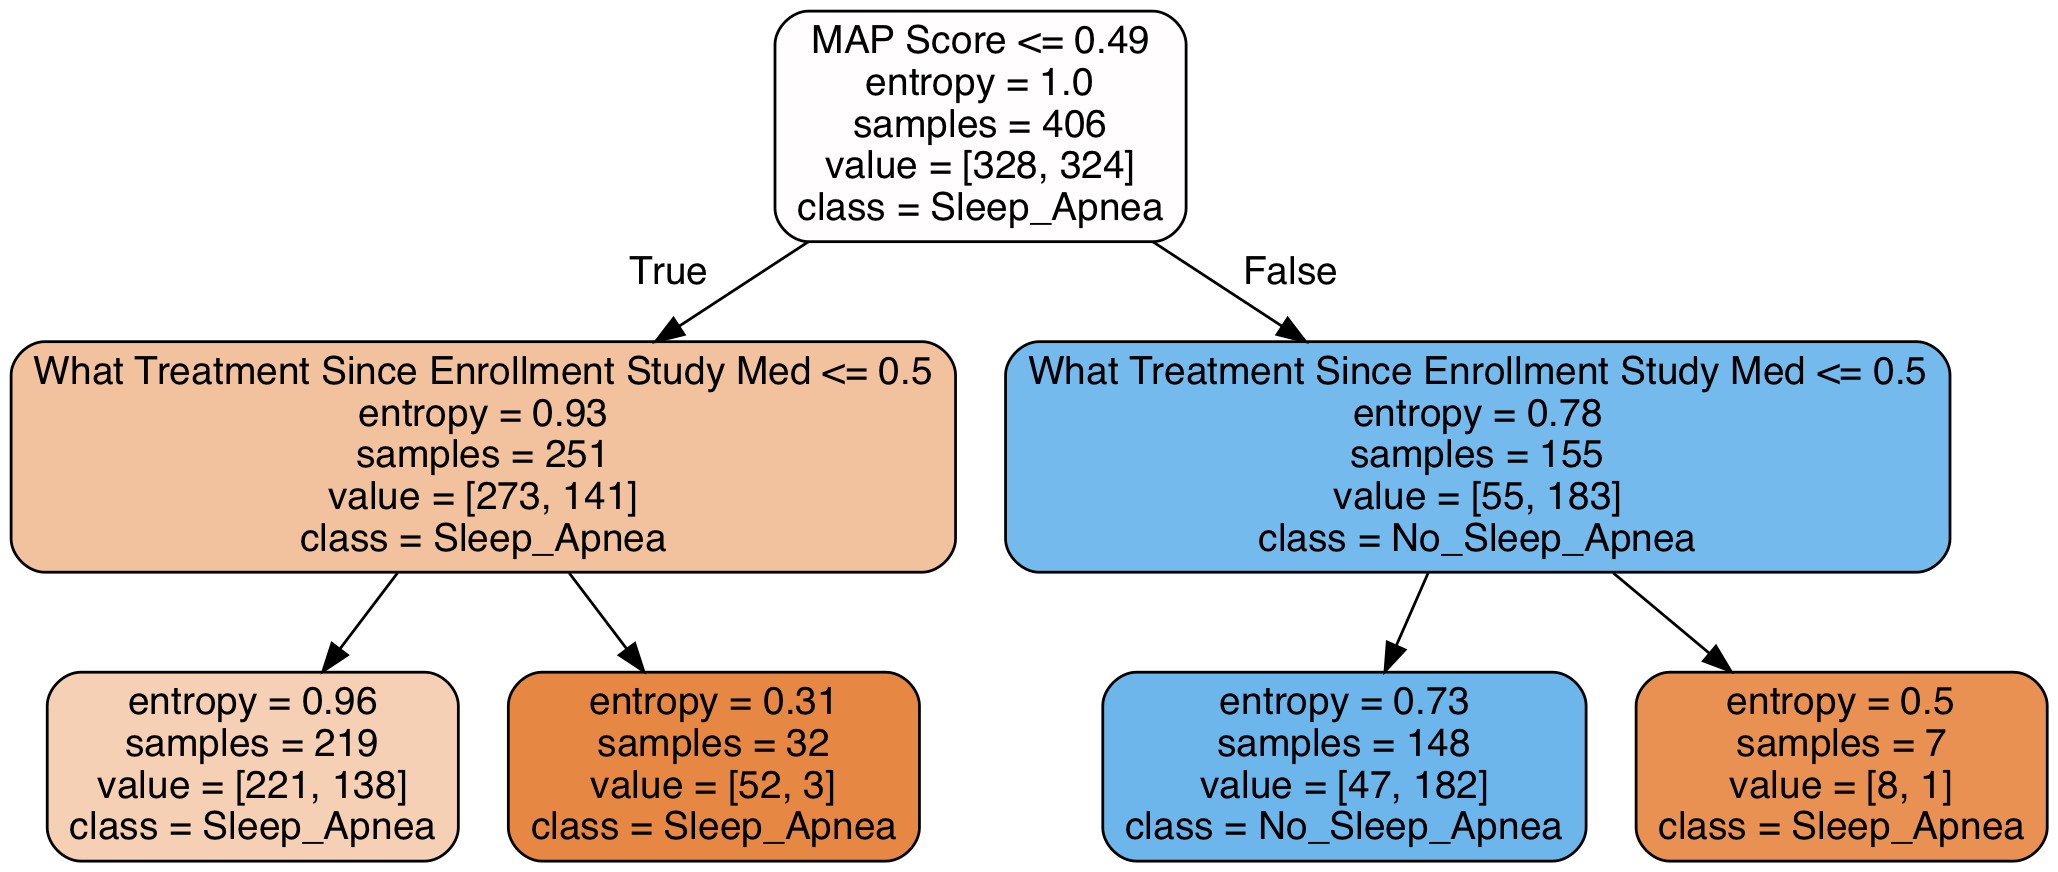 MAP Score <= 0.49
entropy = 1.0
samples = 406
value = [328, 324]
class = Sleep_Apnea
True
False
What Treatment Since Enrollment Study Med <= 0.5
entropy = 0.93
samples = 251
value = [273, 141]
class = Sleep_Apnea
What Treatment Since Enrollment Study Med <= 0.5
entropy = 0.78
samples = 155
value = [55, 183]
class = No_Sleep_Apnea
entropy = 0.96
samples = 219
value = [221, 138]
class = Sleep_Apnea
entropy = 0.31
samples = 32
value = [52, 3]
class = Sleep_Apnea
entropy = 0.73
samples = 148
value = [47, 182]
class = No_Sleep_Apnea
entropy = 0.5
samples = 7
value = [8, 1]
class = Sleep_Apnea